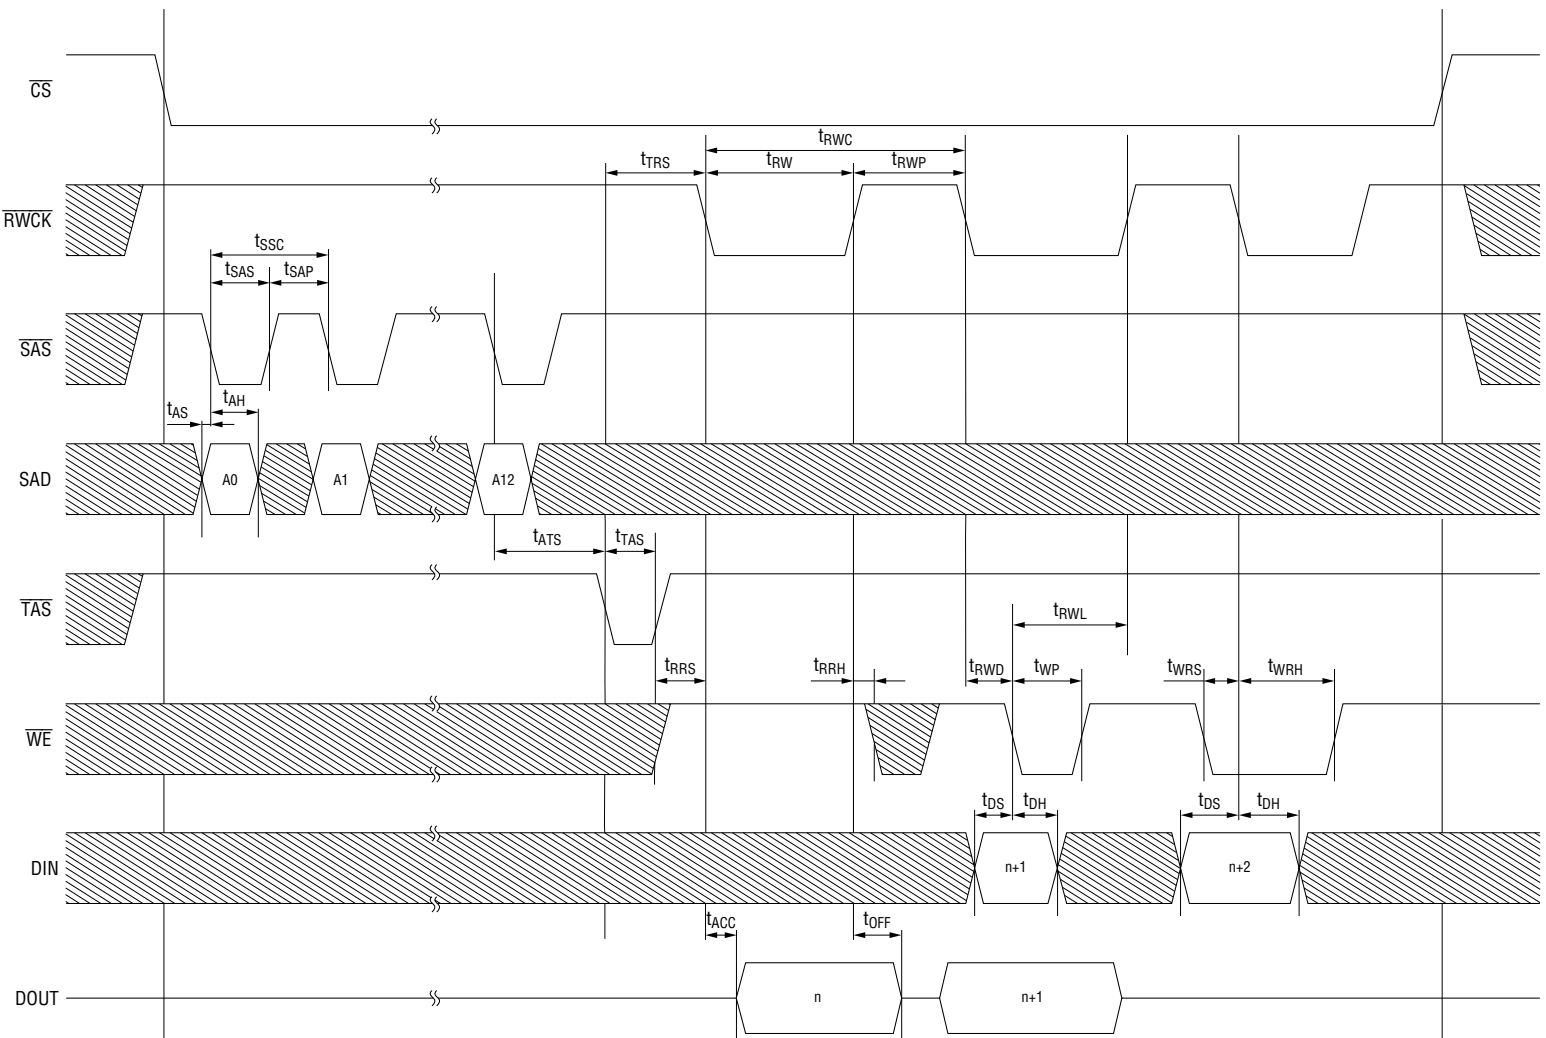 CS
tRWC
tTRS
tRW
tRWP
RWCK
tSSC
tSAS
tSAP
SAS
tAS
tAH
SAD
A0
A1
A12
tATS
tTAS
TAS
tRWL
tRRS
tRRH
tRWD
tWP
tWRS
tWRH
WE
tDS
tDH
tDS
tDH
DIN
n+1
n+2
tACC
tOFF
DOUT
n
n+1